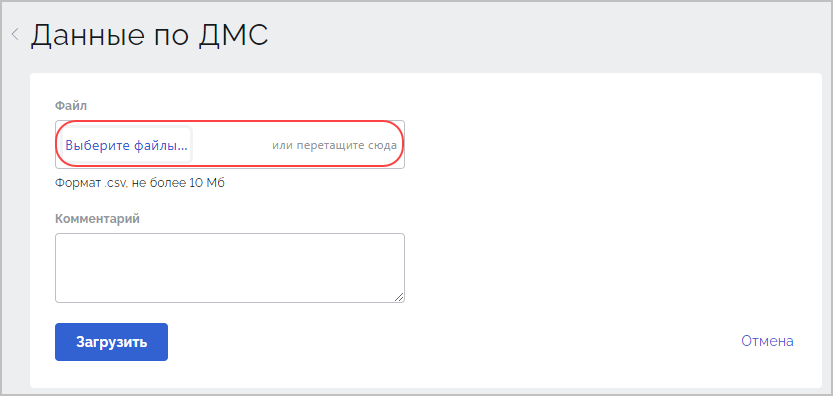 Данные по ДМС
Файл
Выберите файлы... или перетащите сюда
Формат .csv, не более 10 Мб
Комментарий
Загрузить Отмена